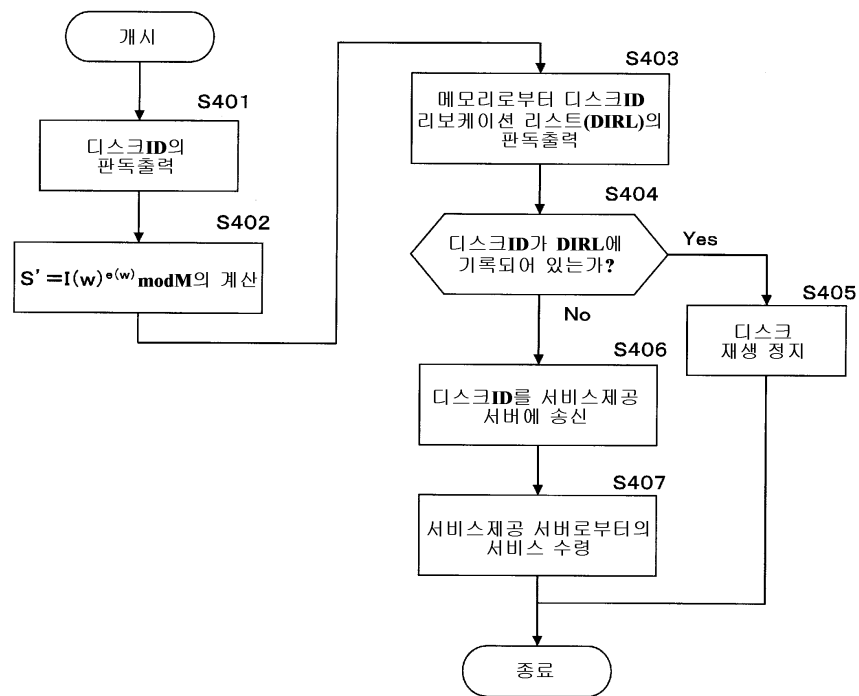 개시
S401
디스크ID의
판독출력
S402
S'=I(w)^e(w) modM의 계산
S403
메모리로부터 디스크ID
리보케이션 리스트(DIRL)의
판독출력
S404
디스크ID가 DIRL에
기록되어 있는가?
Yes
No
S405
디스크
재생 정지
S406
디스크ID를 서비스제공
서버에 송신
S407
서비스제공 서버로부터의
서비스 수령
종료